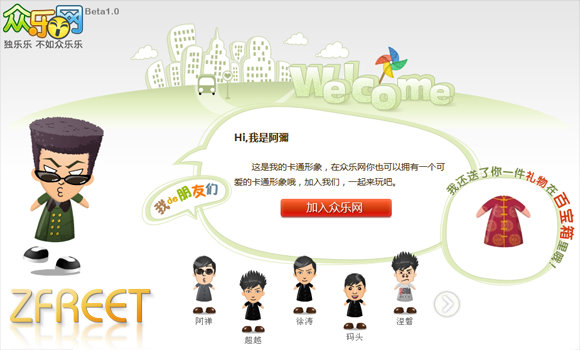 众乐网 Beta1.0
独乐乐 不如众乐乐
Welcome
Hi,我是阿彌
这是我的卡通形象，在众乐网你也可以拥有一个可
爱的卡通形象哦，加入我们，一起来玩吧。
加入众乐网
我de朋友们
我还送了你一件礼物在百宝箱里哦!
ZFREET
阿禅
超越
徐涛
玛头
涅磐